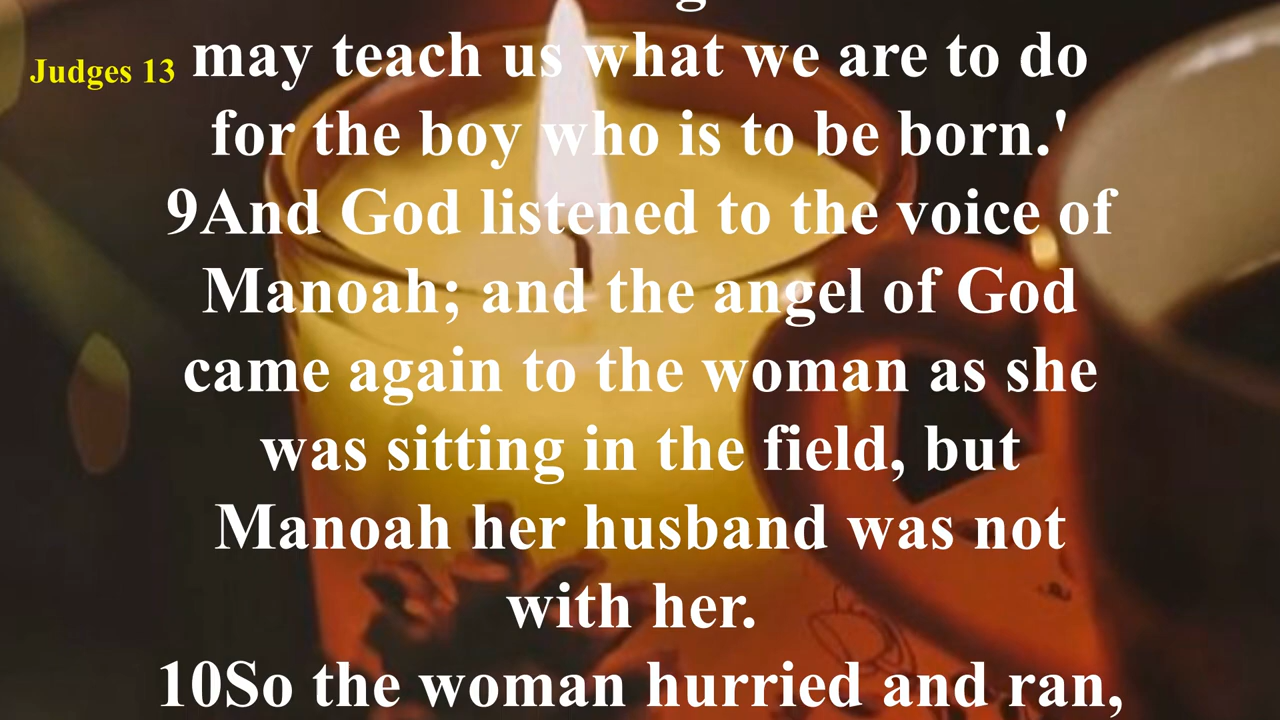 Judges 13
may teach us what we are to do
for the boy who is to be born.'
9And God listened to the voice of
Manoah; and the angel of God
came again to the woman as she
was sitting in the field, but
Manoah her husband was not
with her.
10So the woman hurried and ran,